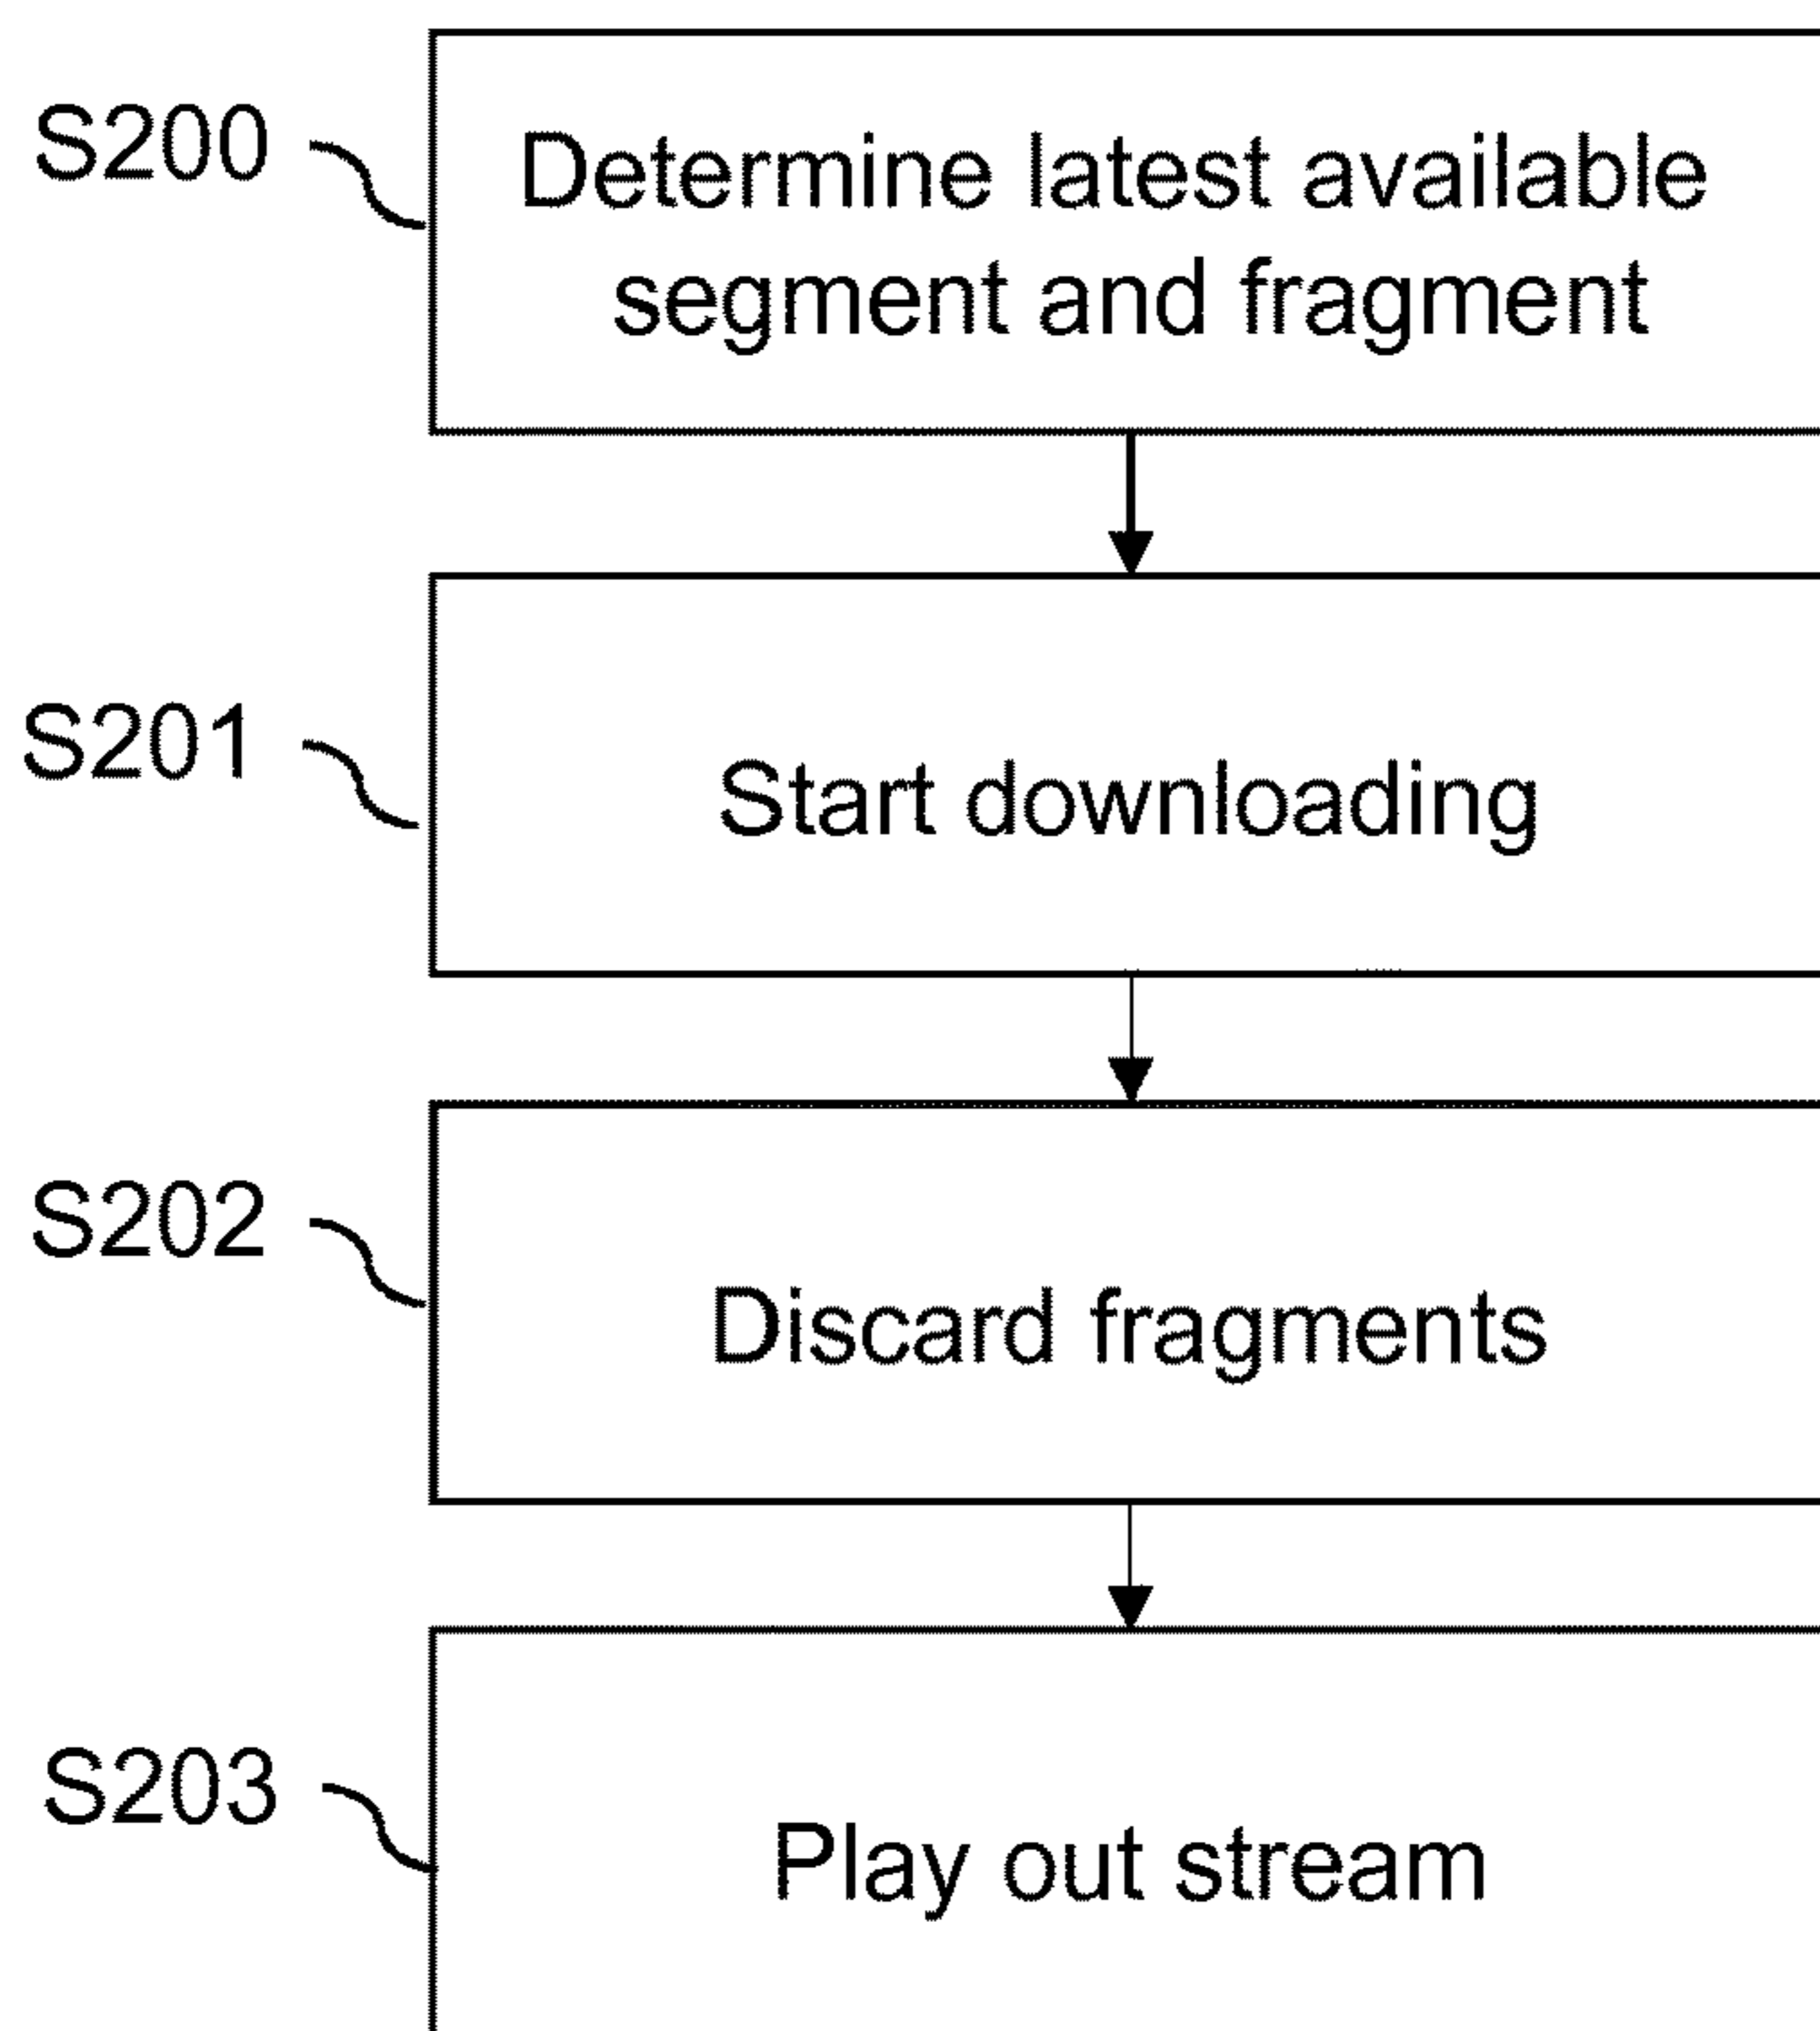 S200
Determine latest available
segment and fragment
S201
Start downloading
S202
Discard fragments
S203
Play out stream